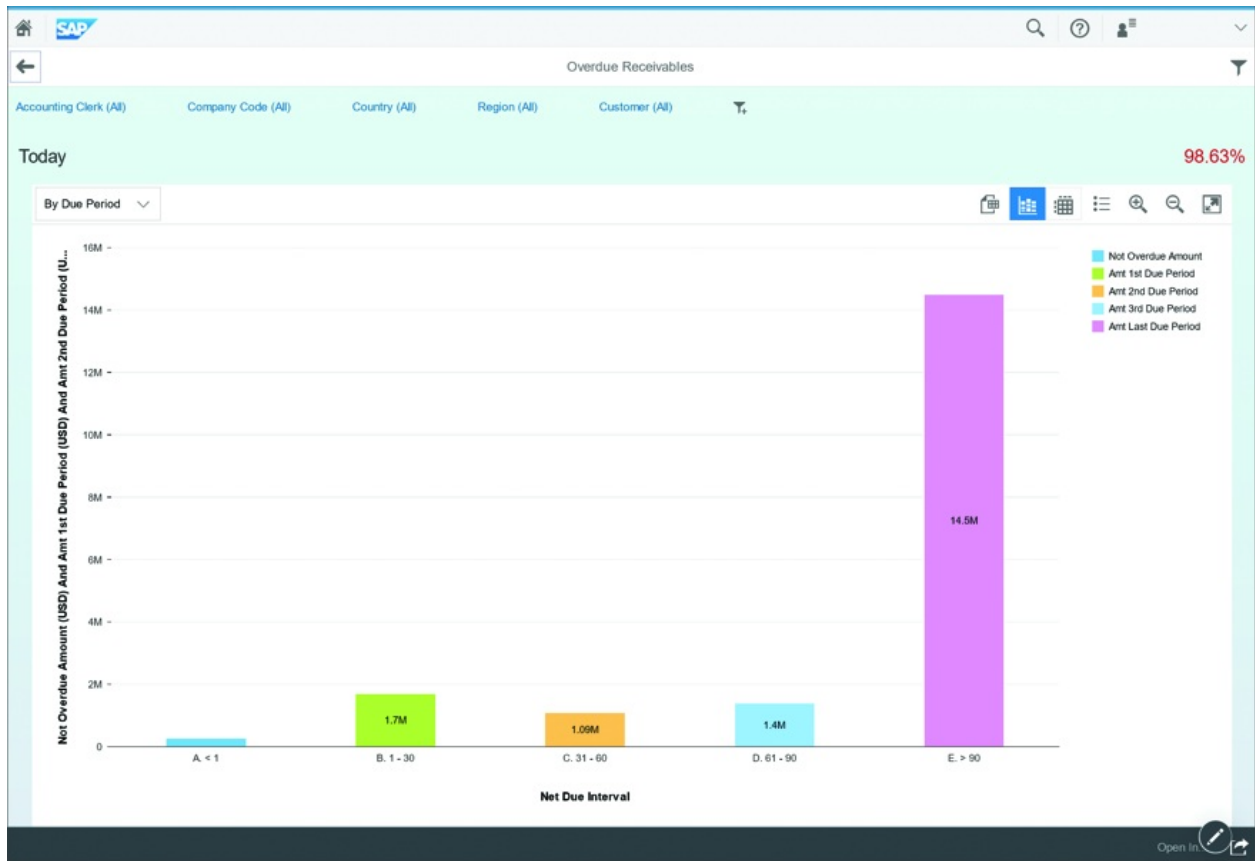 SAP
Overdue Receivables
Accounting Clerk (All) Company Code (All) Country (All) Region (All) Customer (All)
Today 98.63%
By Due Period
Not Overdue Amount (USD) And Amt 1st Due Period (USD) And Amt 2nd Due Period (U...
16M
14M
12M
10M
8M
6M
4M
2M
0
14.5M
1.7M
1.09M
1.4M
A. < 1 B. 1 - 30 C. 31 - 60 D. 61 - 90 E. > 90
Net Due Interval
Not Overdue Amount
Amt 1st Due Period
Amt 2nd Due Period
Amt 3rd Due Period
Amt Last Due Period
Open In